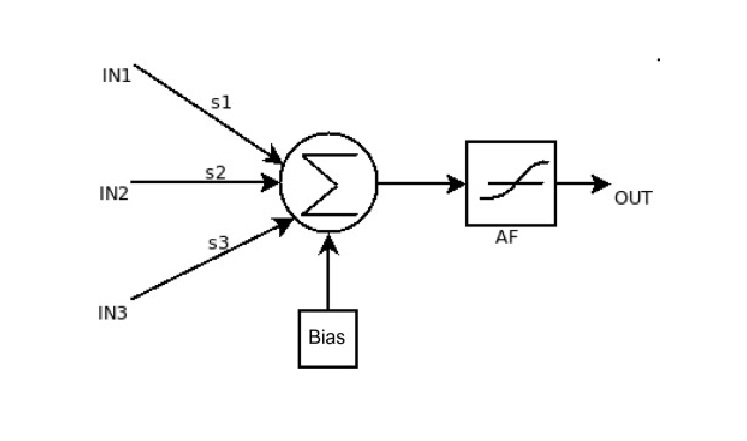 IN1
s1
s2
IN2
s3
IN3
Σ
Bias
AF
OUT